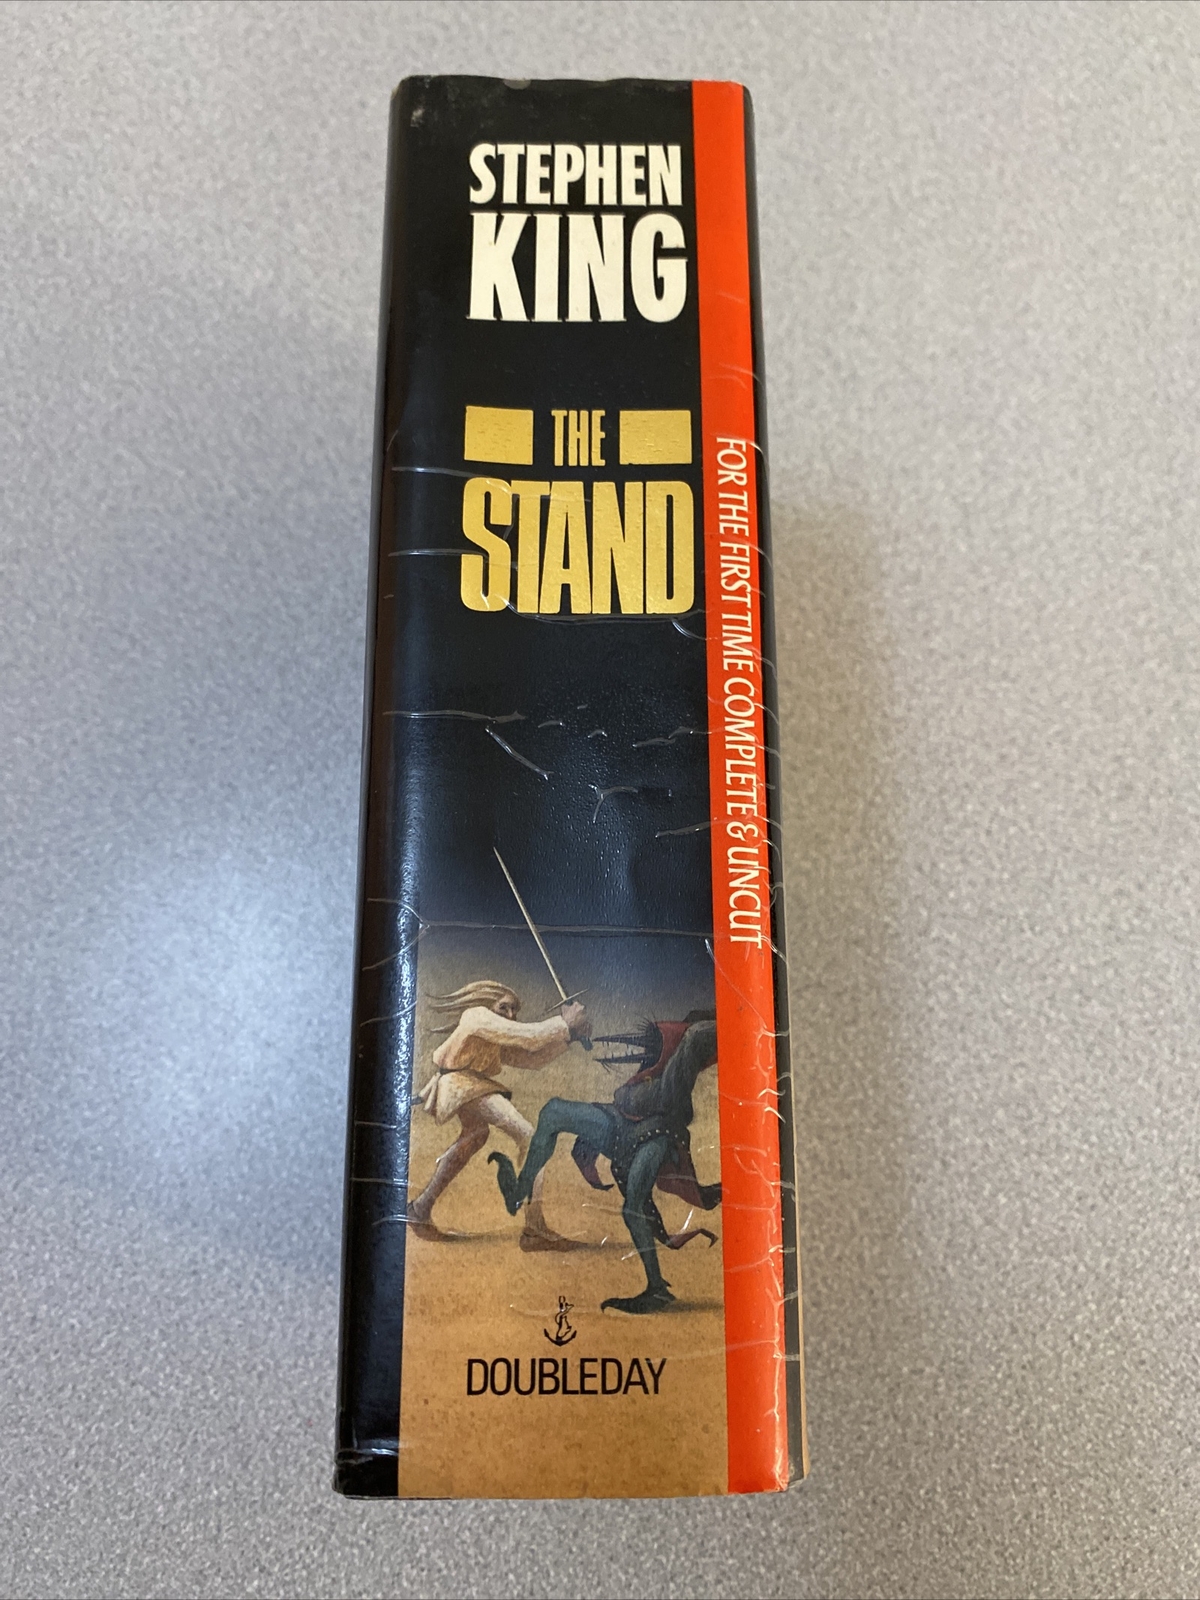 STEPHEN
KING
THE
STAND
FOR THE FIRST TIME COMPLETE & UNCUT
DOUBLEDAY